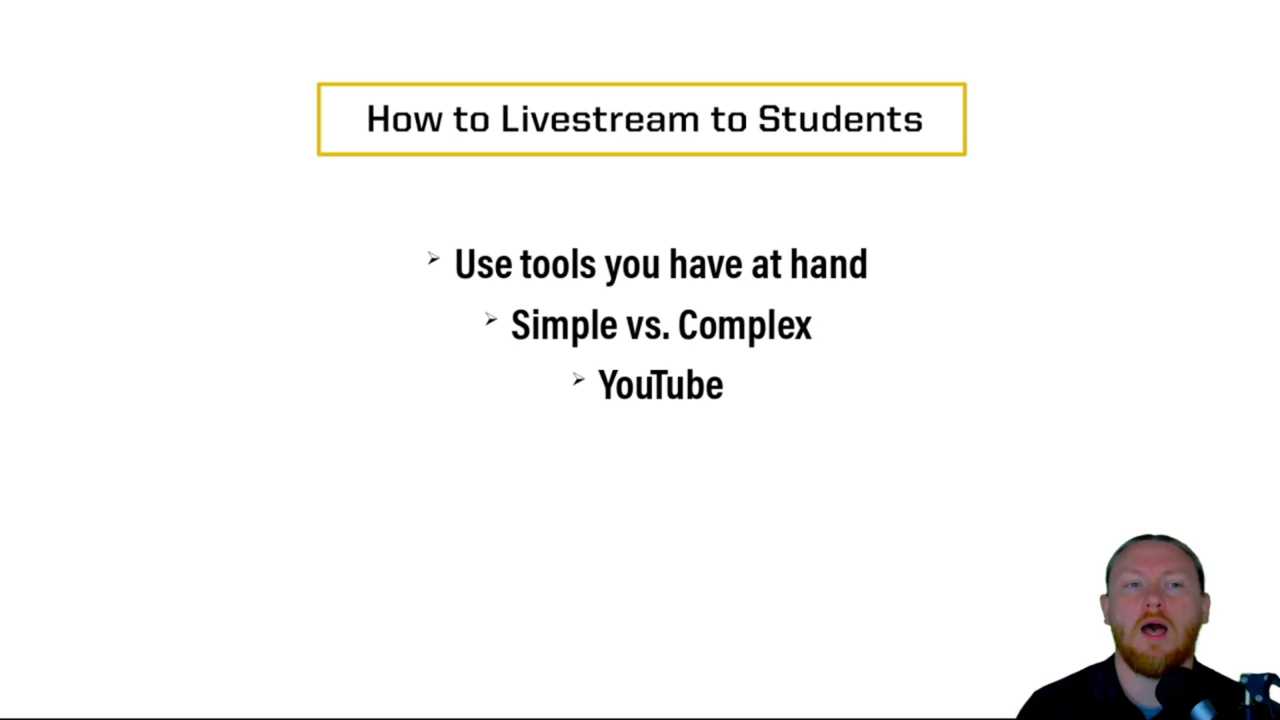 How to Livestream to Students
Use tools you have at hand
Simple vs. Complex
YouTube